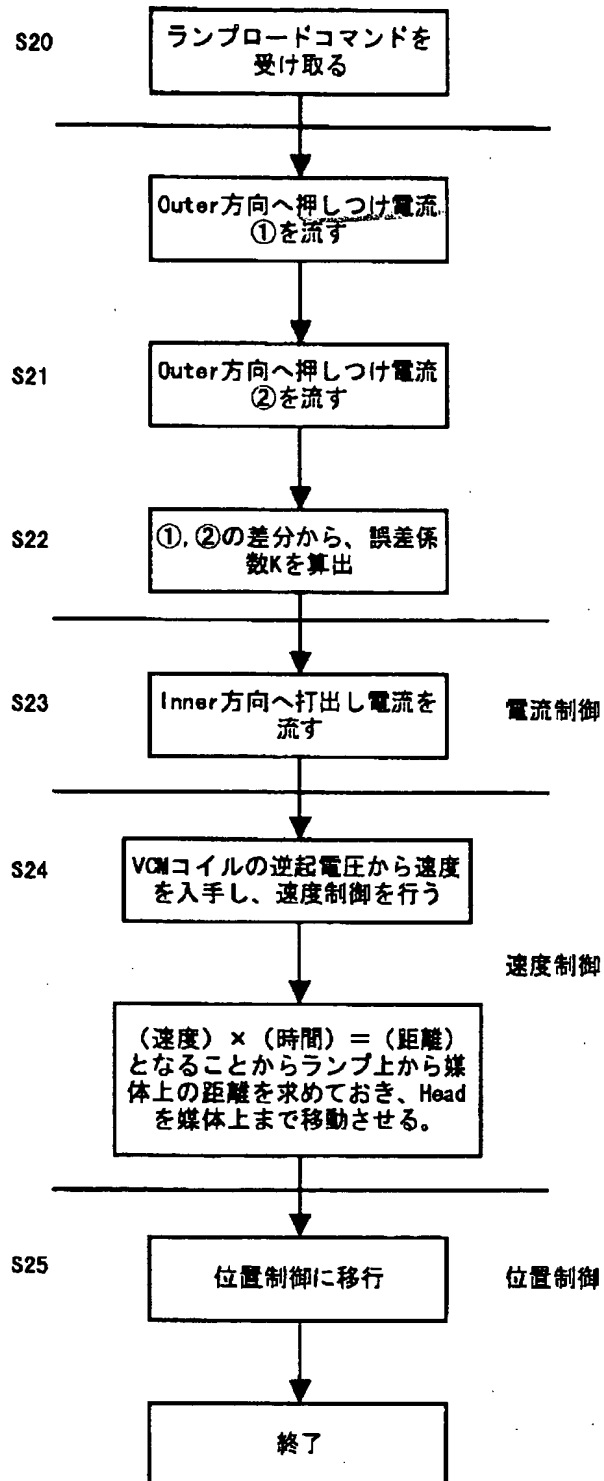 S20
ランプロードコマンドを
受け取る
Outer方向へ押しつけ電流
①を流す
S21
Outer方向へ押しつけ電流
②を流す
S22
①,②の差分から、誤差係
数Kを算出
S23
Inner方向へ打出し電流を
流す
電流制御
S24
VCMコイルの逆起電圧から速度
を入手し、速度制御を行う
速度制御
（速度）×（時間）＝（距離）
となることからランプ上から媒
体上の距離を求めておき、Head
を媒体上まで移動させる。
S25
位置制御に移行
位置制御
終了